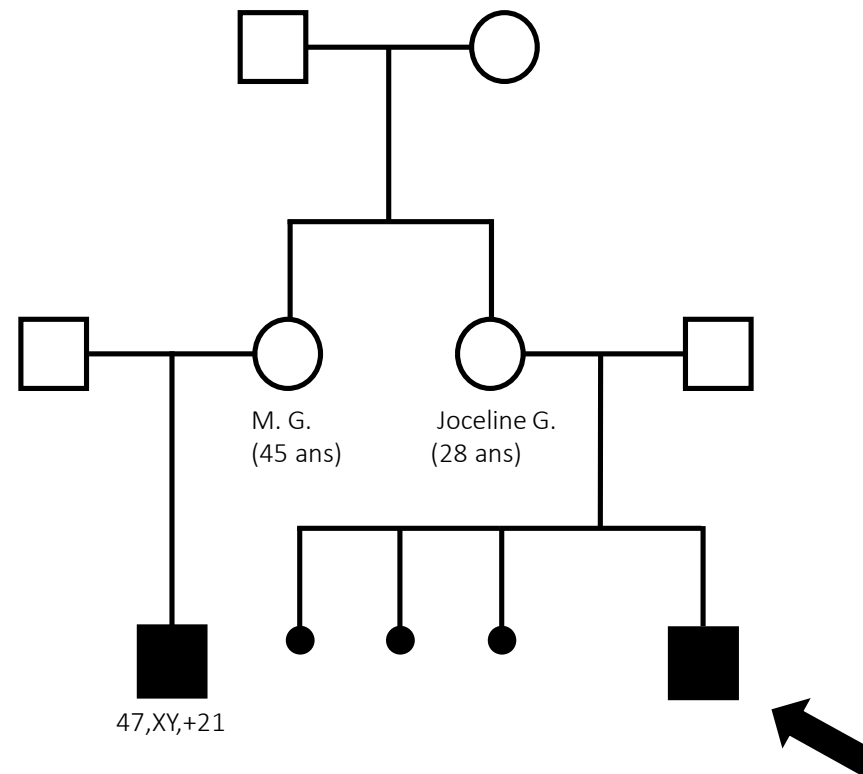 M. G.
(45 ans)
Joceline G.
(28 ans)
47,XY,+21